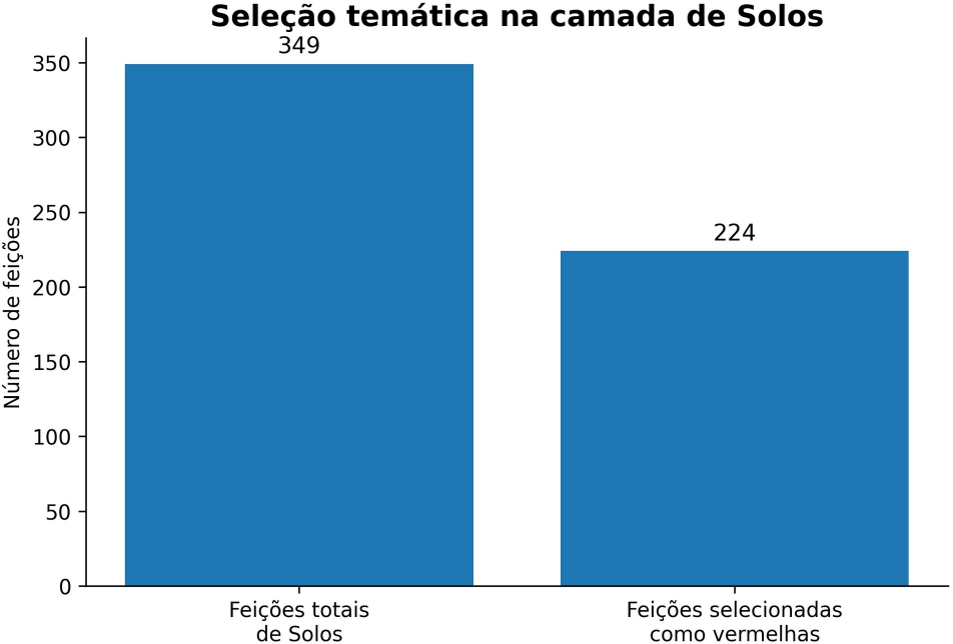 Seleção temática na camada de Solos
349
350
300
250
224
200
150
100
50
0
Número de feições
Feições totais
de Solos
Feições selecionadas
como vermelhas